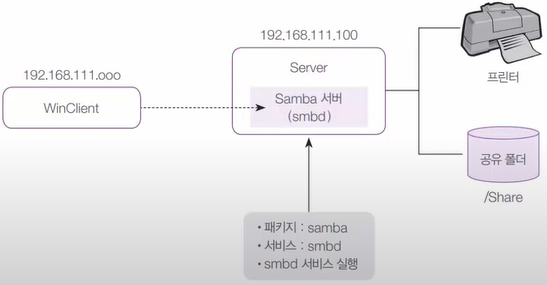 192.168.111.100
192.168.111.ooo
Server
프린터
WinClient
Samba 서버
(smbd)
공유 폴더
/Share
• 패키지 : samba
• 서비스 : smbd
• smbd 서비스 실행